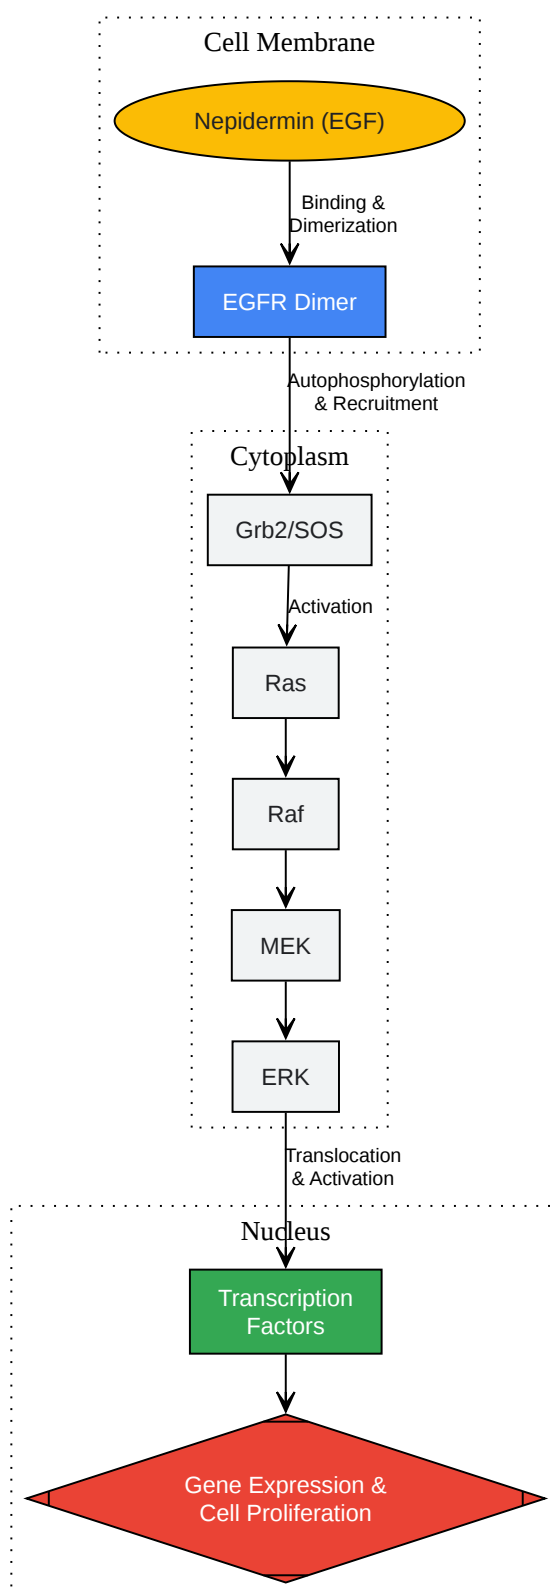 Cell Membrane
Nepidermin (EGF)
Binding &
Dimerization
EGFR Dimer
Autophosphorylation
& Recruitment
Cytoplasm
Grb2/SOS
Activation
Ras
Raf
MEK
ERK
Translocation
& Activation
Nucleus
Transcription
Factors
Gene Expression &
Cell Proliferation